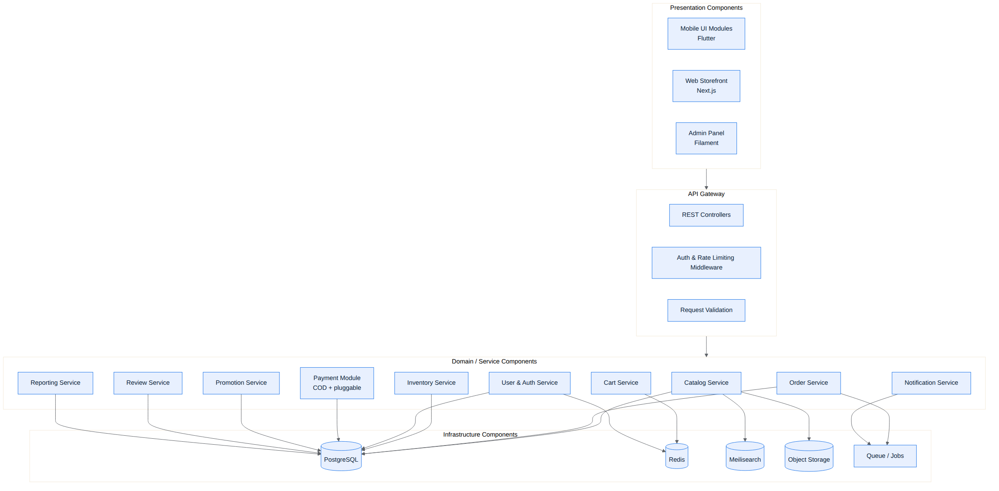 Presentation Components
Mobile UI Modules
Flutter
Web Storefront
Next.js
Admin Panel
Filament
API Gateway
REST Controllers
Auth & Rate Limiting
Middleware
Request Validation
Domain / Service Components
Reporting Service
Review Service
Promotion Service
Payment Module
COD + pluggable
Inventory Service
User & Auth Service
Cart Service
Catalog Service
Order Service
Notification Service
Infrastructure Components
PostgreSQL
Redis
Meilisearch
Object Storage
Queue / Jobs